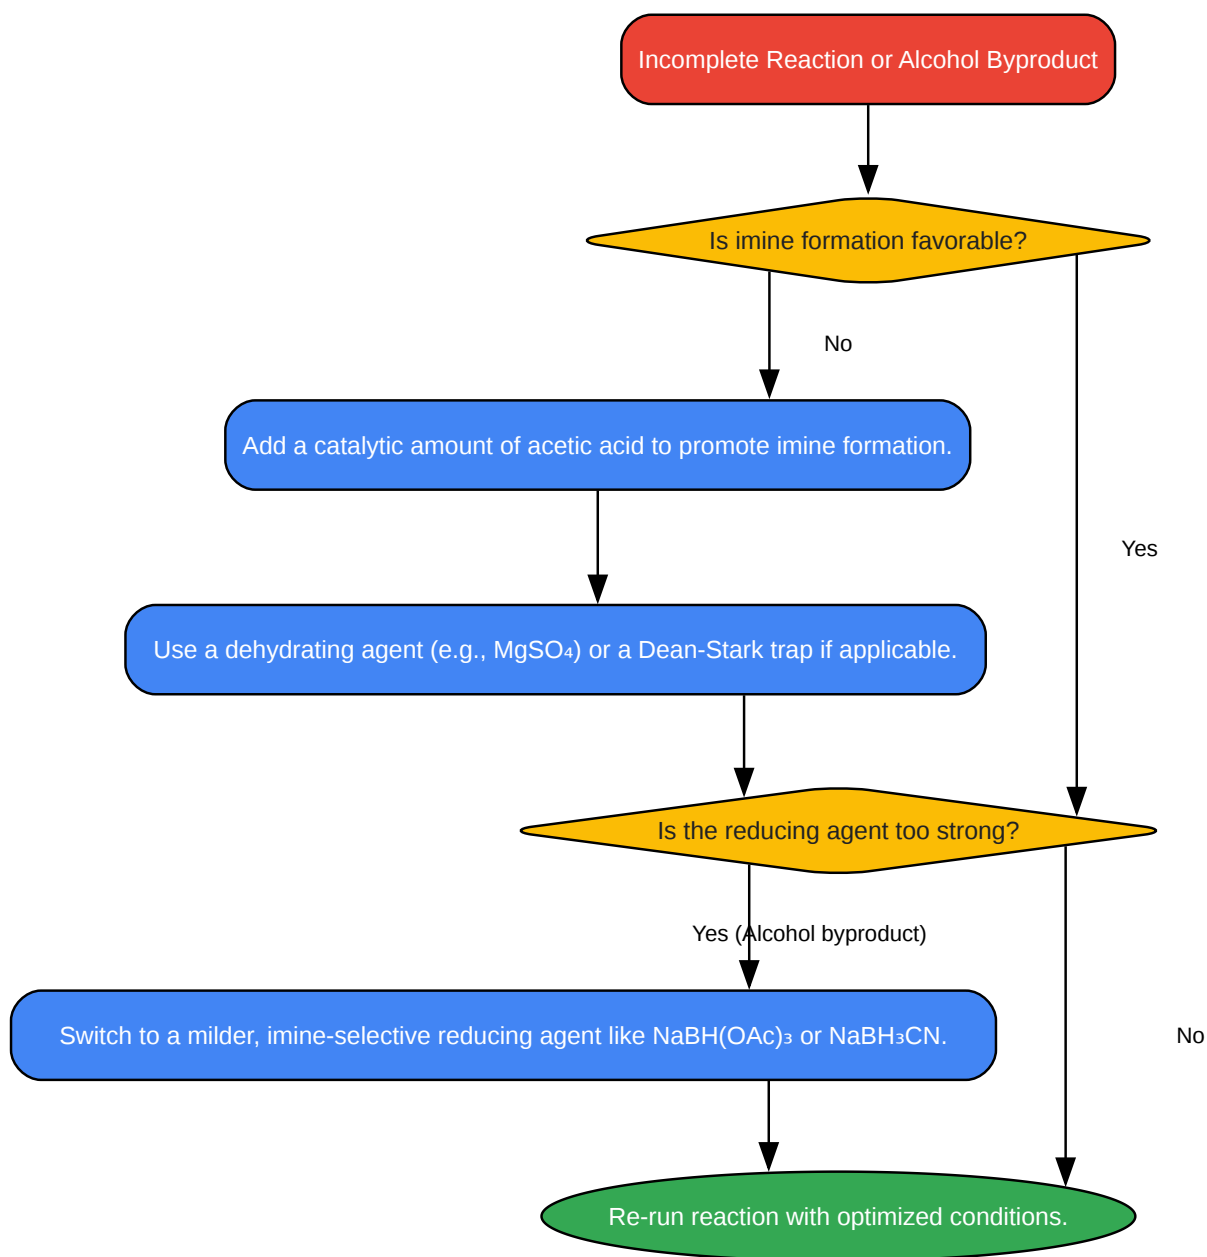 Incomplete Reaction or Alcohol Byproduct
Is imine formation favorable?
No
Add a catalytic amount of acetic acid to promote imine formation.
Yes
Use a dehydrating agent (e.g., MgSO₄) or a Dean-Stark trap if applicable.
Is the reducing agent too strong?
Yes (Alcohol byproduct)
Switch to a milder, imine-selective reducing agent like NaBH(OAc)₃ or NaBH₃CN.
No
Re-run reaction with optimized conditions.